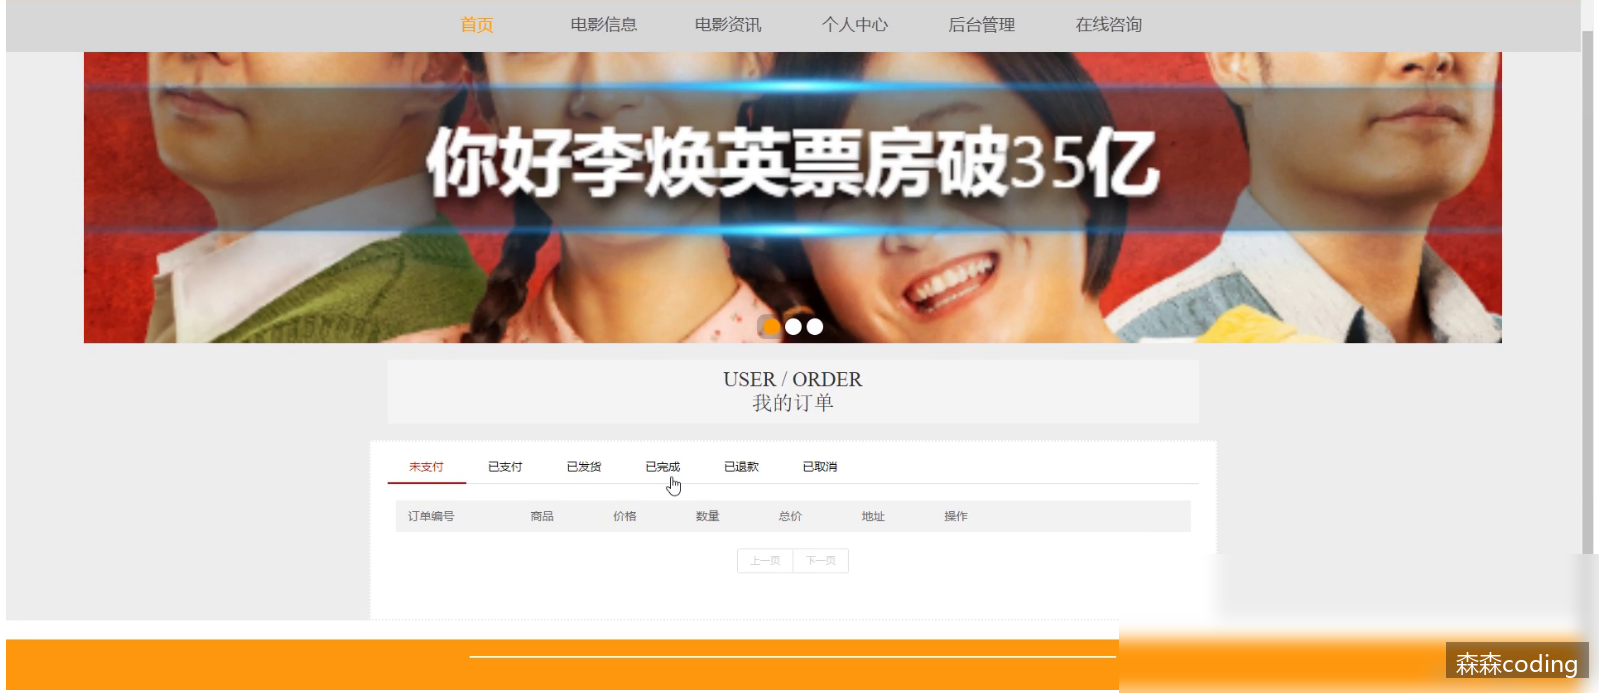 首页 电影信息 电影资讯 个人中心 后台管理 在线咨询
你好李焕英票房破35亿
USER / ORDER
我的订单
未支付 已支付 已发货 已完成 已退款 已取消
订单编号 商品 价格 数量 总价 地址 操作
上一页 下一页
森森coding